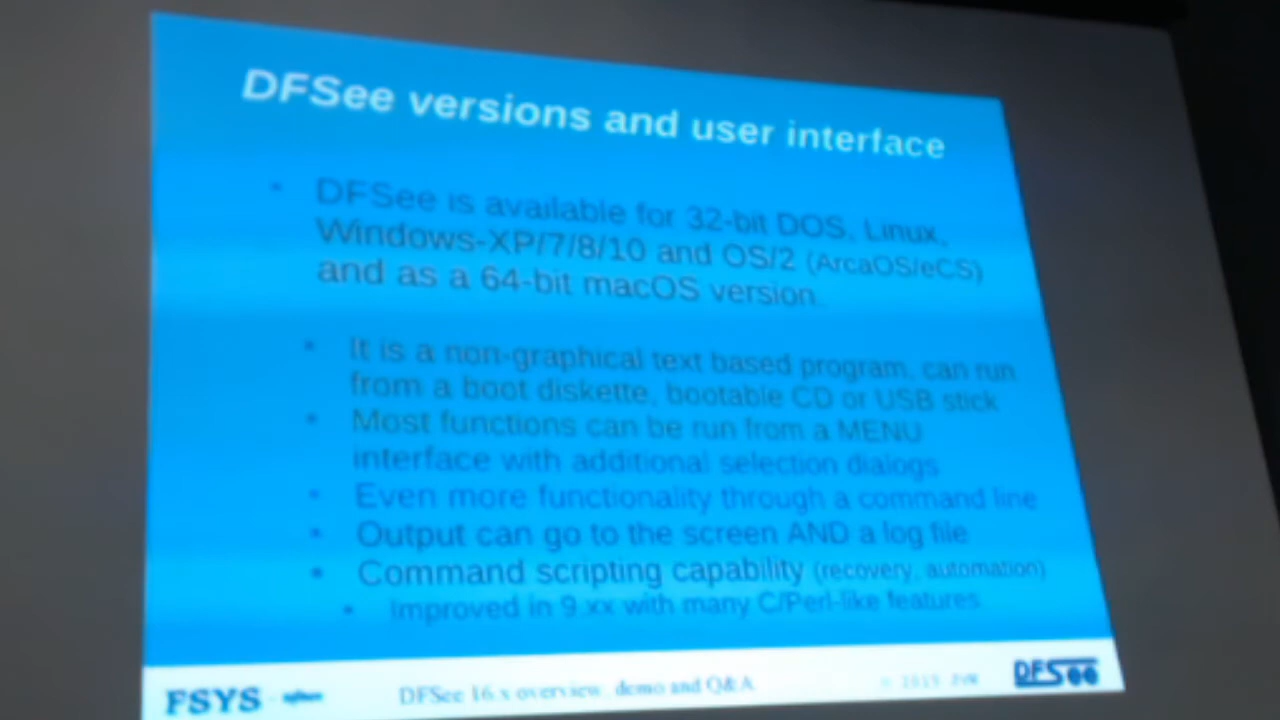 DFSee versions and user interface
DFSee is available for 32-bit DOS, Linux,
Windows-XP/7/8/10 and OS/2 (ArcaOS/eCS)
and as a 64-bit macOS version.
It is a non-graphical text based program, can run
from a boot diskette, bootable CD or USB stick
Most functions can be run from a MENU
interface with additional selection dialogs
Even more functionality through a command line
Output can go to the screen AND a log file
Command scripting capability (recovery, automation)
Improved in 9.xx with many C/Perl-like features
FSYS DFSee 16.x overview, demo and Q&A © DFSee